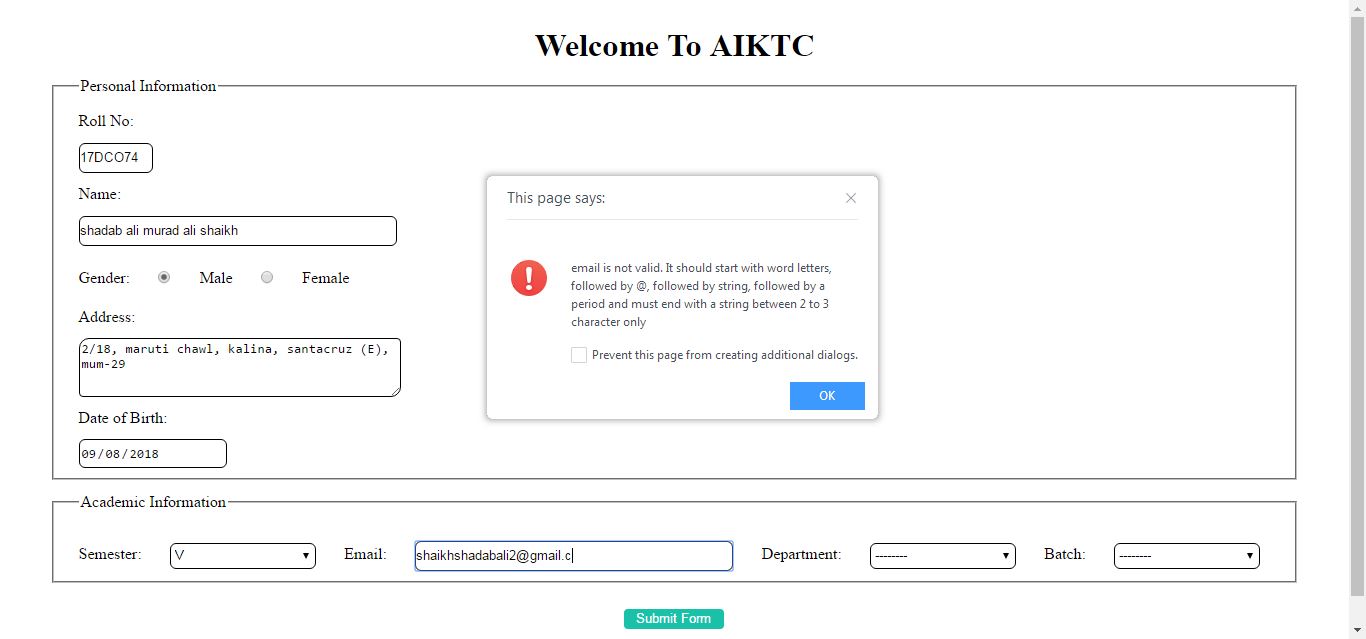 Welcome To AIKTC
Personal Information
Roll No:
17DCO74
Name:
shadab ali murad ali shaikh
Gender: Male Female
Address:
2/18, maruti chawl, kalina, santacruz (E),
mum-29
Date of Birth:
09/08/2018
This page says:
email is not valid. It should start with word letters,
followed by @, followed by string, followed by a
period and must end with a string between 2 to 3
character only
Prevent this page from creating additional dialogs.
OK
Academic Information
Semester: V Email: shaikhshadabali2@gmail.c Department: -------- Batch: --------
Submit Form